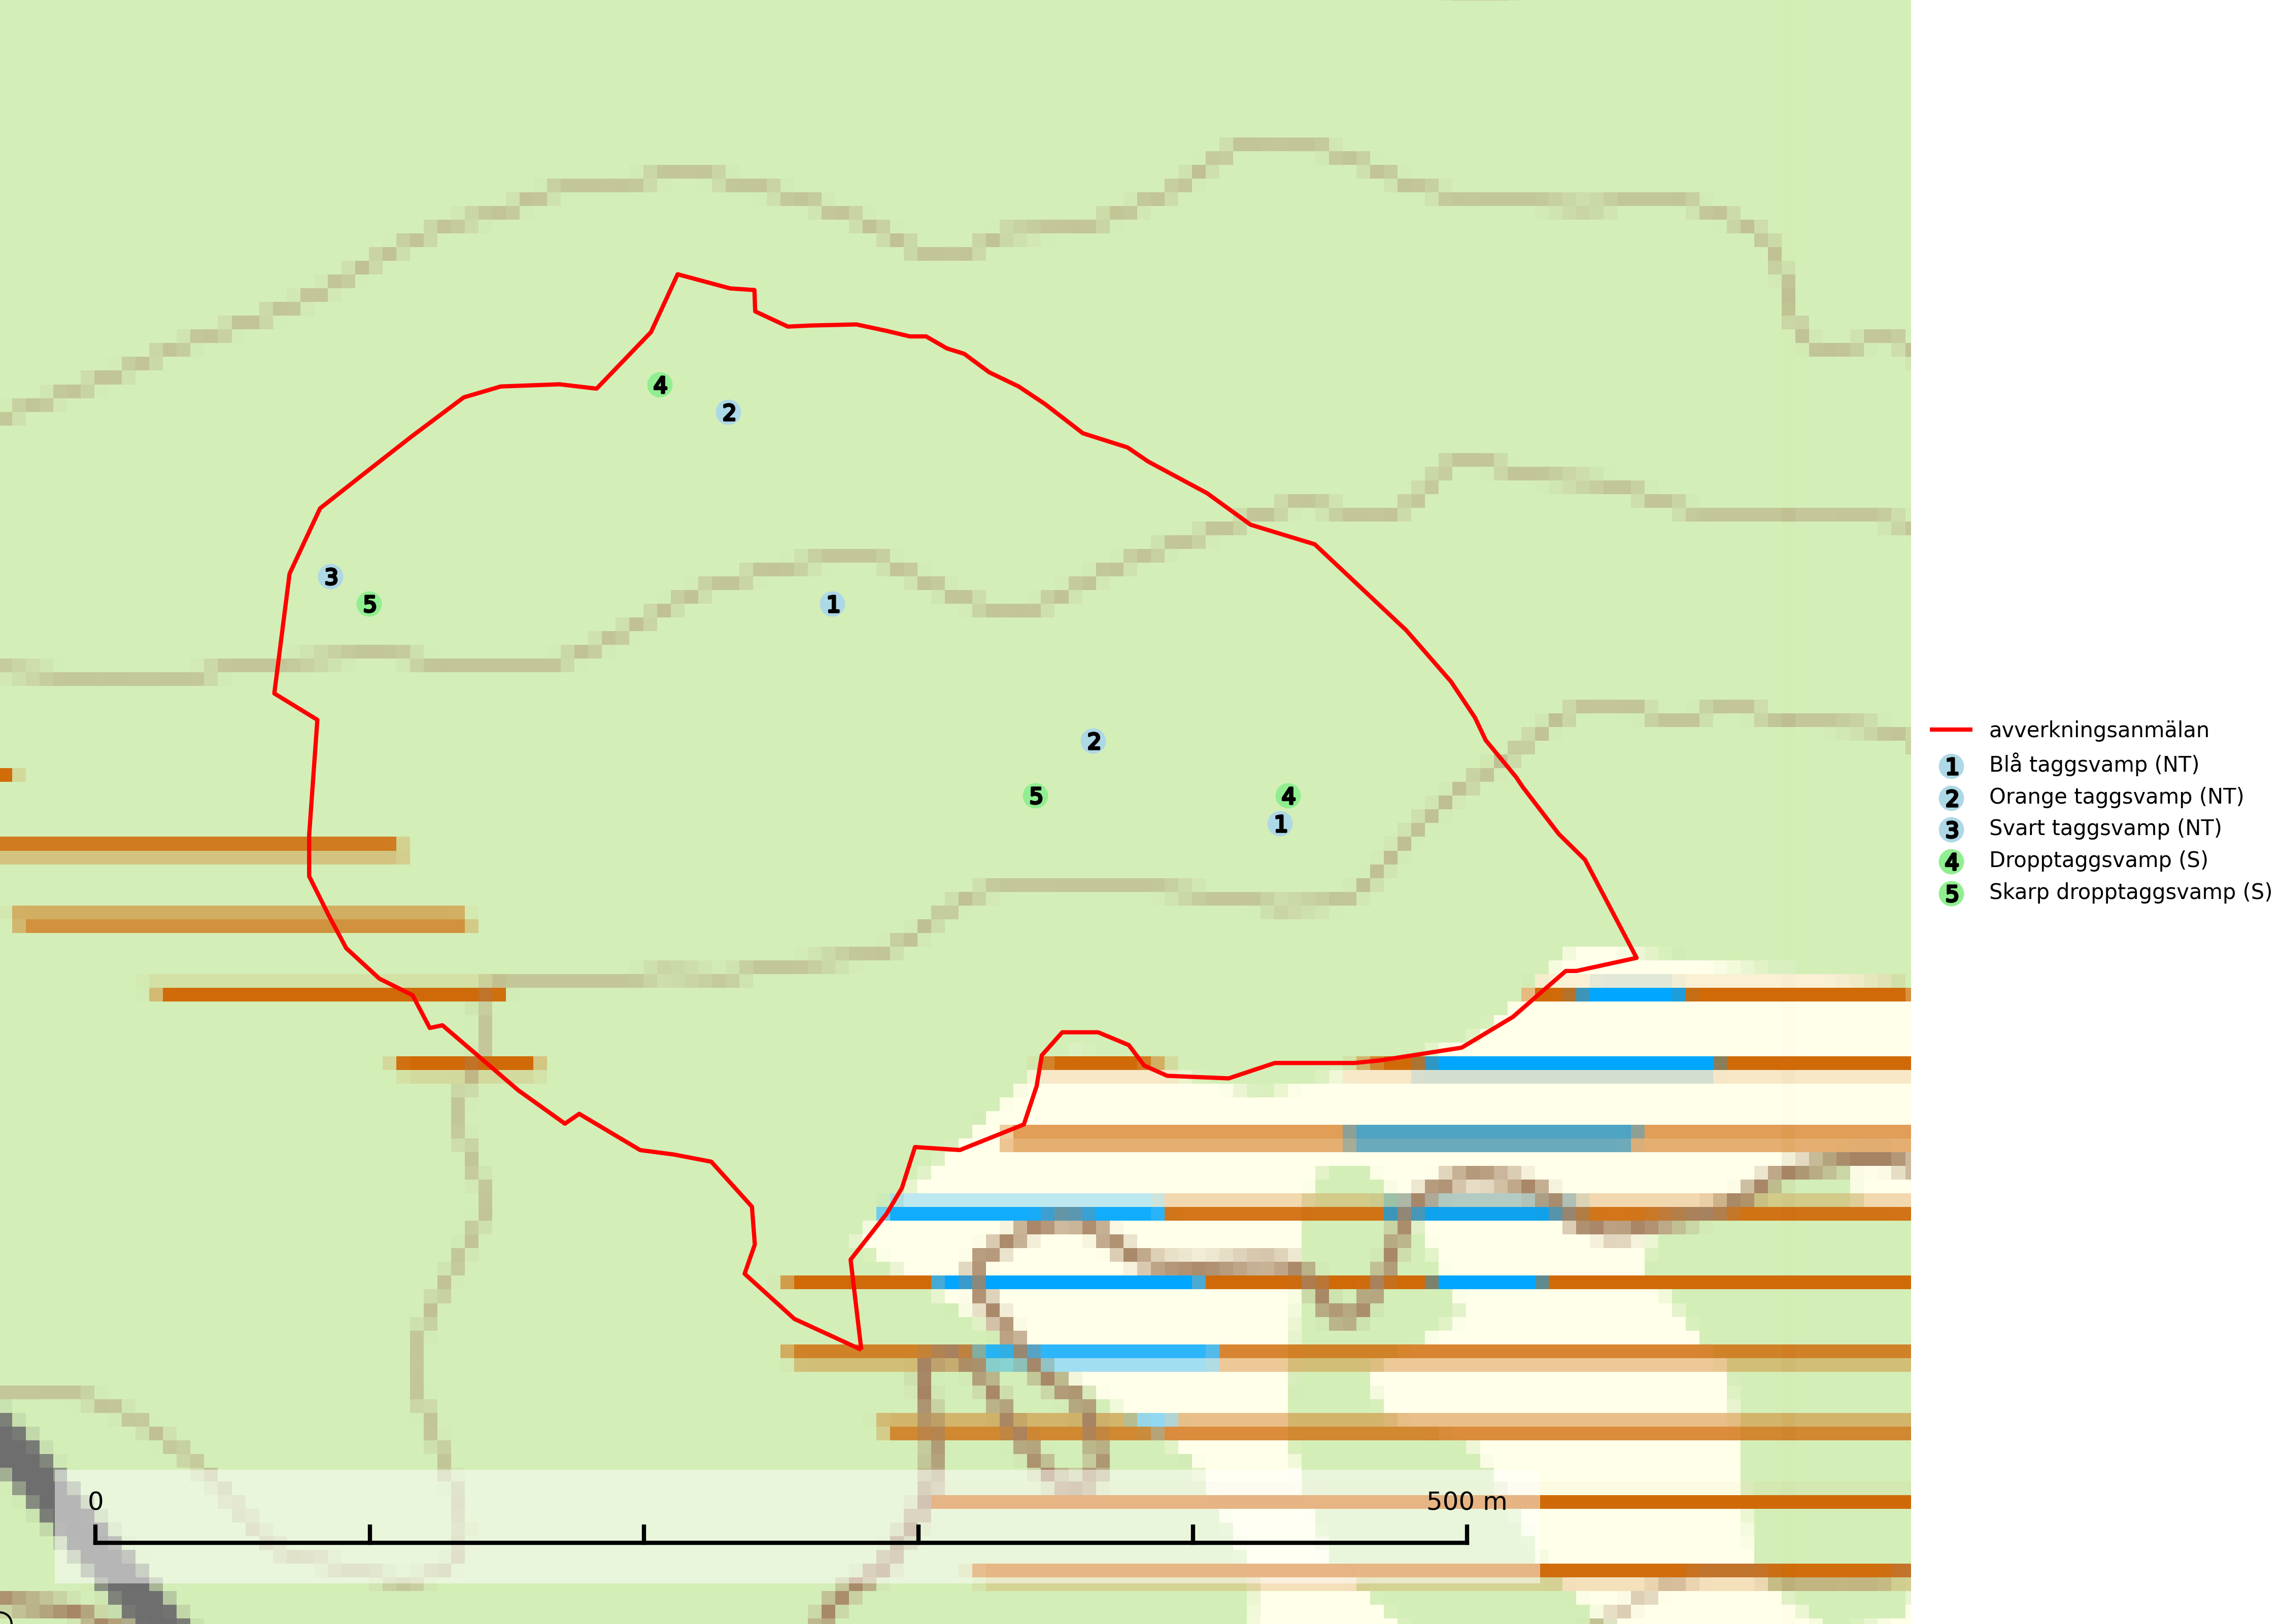 4
2
3
5
1
2
5
4
1
avverkningsanmälan
1 Blå taggsvamp (NT)
2 Orange taggsvamp (NT)
3 Svart taggsvamp (NT)
4 Dropptaggsvamp (S)
5 Skarp dropptaggsvamp (S)
0 500 m